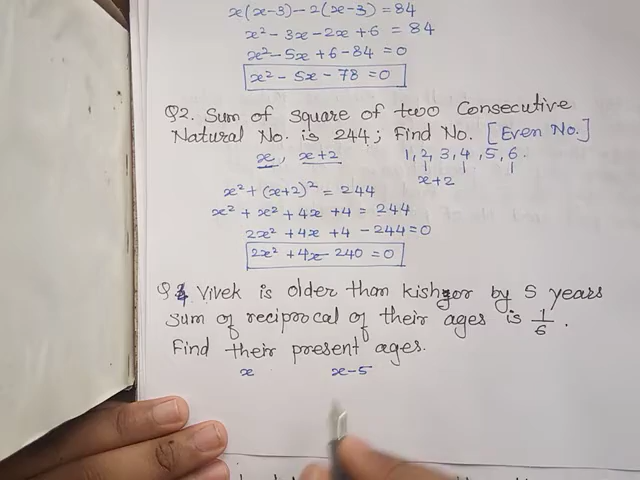 x(x-3)-2(x-3)=84
x²-3x-2x+6 = 84
x²-5x+6-84=0
x²-5x-78=0
Q2. Sum of square of two Consecutive
Natural No. is 244; Find No. [Even No.]
x, x+2 1,2,3,4,5,6.
x+2
x²+(x+2)²=244
x²+x²+4x+4=244
2x²+4x+4-244=0
2x²+4x-240=0
Vivek is older than kishor by 5 years
Sum of reciprocal of their ages is 1/6.
Find their present ages.
x x-5